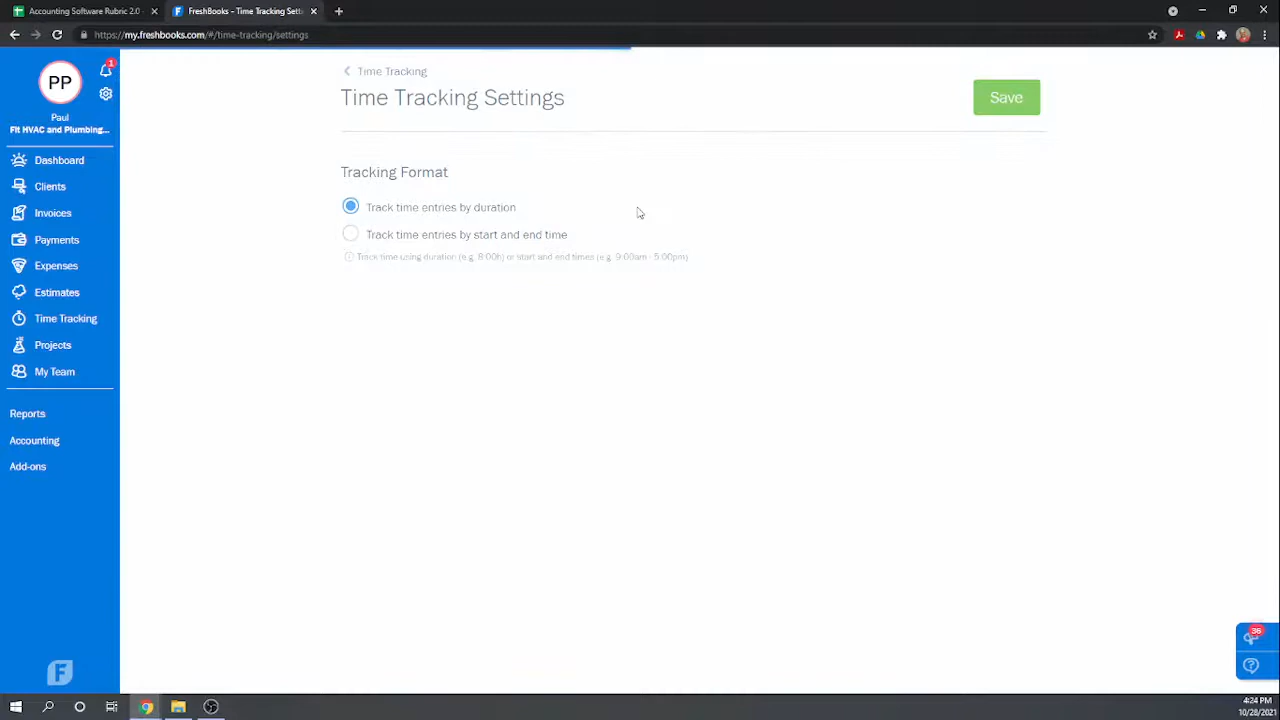 Accounting Software Rubric 2.0
FreshBooks - Time Tracking Setti
https://my.freshbooks.com/#/time-tracking/settings
PP
1
Paul
Fit HVAC and Plumbing...
Dashboard
Clients
Invoices
Payments
Expenses
Estimates
Time Tracking
Projects
My Team
Reports
Accounting
Add-ons
Time Tracking
Time Tracking Settings
Save
Tracking Format
Track time entries by duration
Track time entries by start and end time
Track time using duration (e.g. 8:00h) or start and end times (e.g. 9:00am - 5:00pm)
36
4:24 PM
10/28/2021